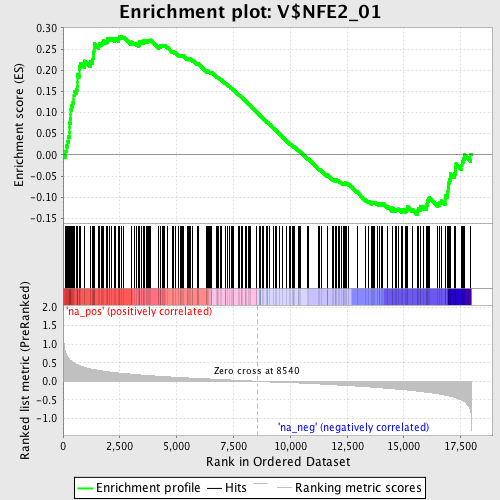 Enrichment plot: V$NFE2_01
Enrichment score (ES)
0.30
0.25
0.20
0.15
0.10
0.05
0.00
-0.05
-0.10
-0.15
'na_pos' (positively correlated)
Ranked list metric (PreRanked)
2.0
1.5
1.0
0.5
0.0
-0.5
-1.0
Zero cross at 8540
'na_neg' (negatively correlated)
0
2,500
5,000
7,500
10,000
12,500
15,000
17,500
Rank in Ordered Dataset
Enrichment profile
Hits
Ranking metric scores